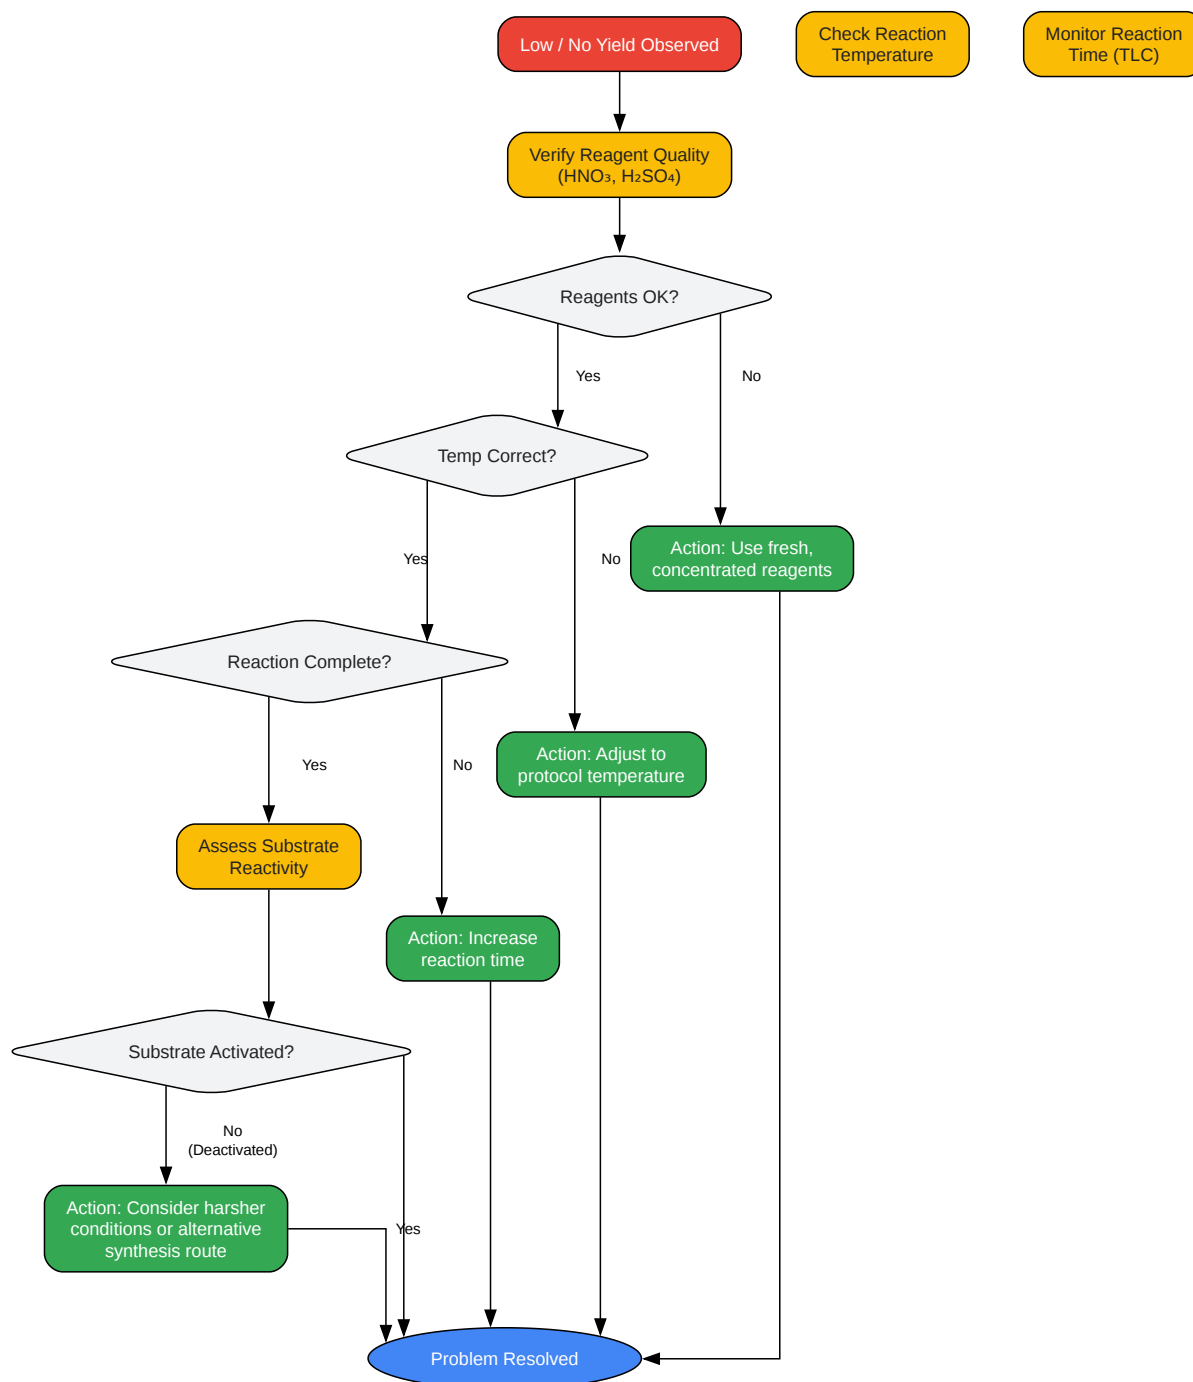 Low / No Yield Observed
Check Reaction
Temperature
Monitor Reaction
Time (TLC)
Verify Reagent Quality
(HNO₃, H₂SO₄)
Reagents OK?
Yes
No
Temp Correct?
Yes
No
Action: Use fresh,
concentrated reagents
Reaction Complete?
Yes
No
Action: Adjust to
protocol temperature
Assess Substrate
Reactivity
Action: Increase
reaction time
Substrate Activated?
No
(Deactivated)
Action: Consider harsher
conditions or alternative
synthesis route
Yes
Problem Resolved